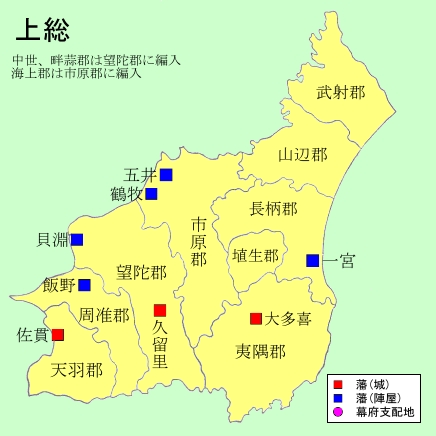 上総
中世、畔蒜郡は望陀郡に編入
海上郡は市原郡に編入
武射郡
山辺郡
五井
鶴牧
長柄郡
市原郡
貝淵
望陀郡
埴生郡
一宮
飯野
周准郡
久留里
大多喜
佐貫
夷隅郡
天羽郡
藩(城)
藩(陣屋)
幕府支配地